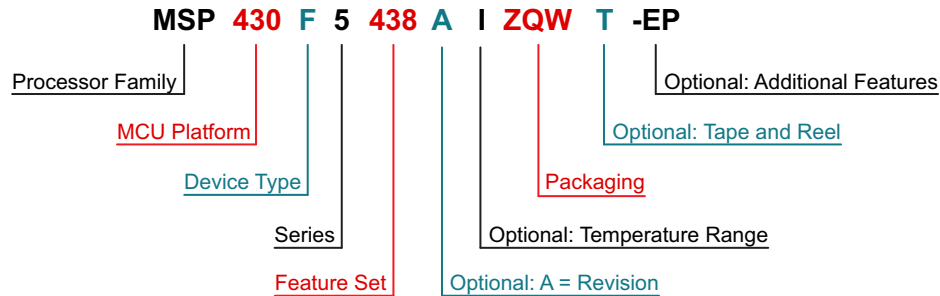 MSP 430 F 5 438 A I ZQW T -EP
Processor Family
Optional: Additional Features
MCU Platform
Optional: Tape and Reel
Device Type
Packaging
Series
Optional: Temperature Range
Feature Set
Optional: A = Revision